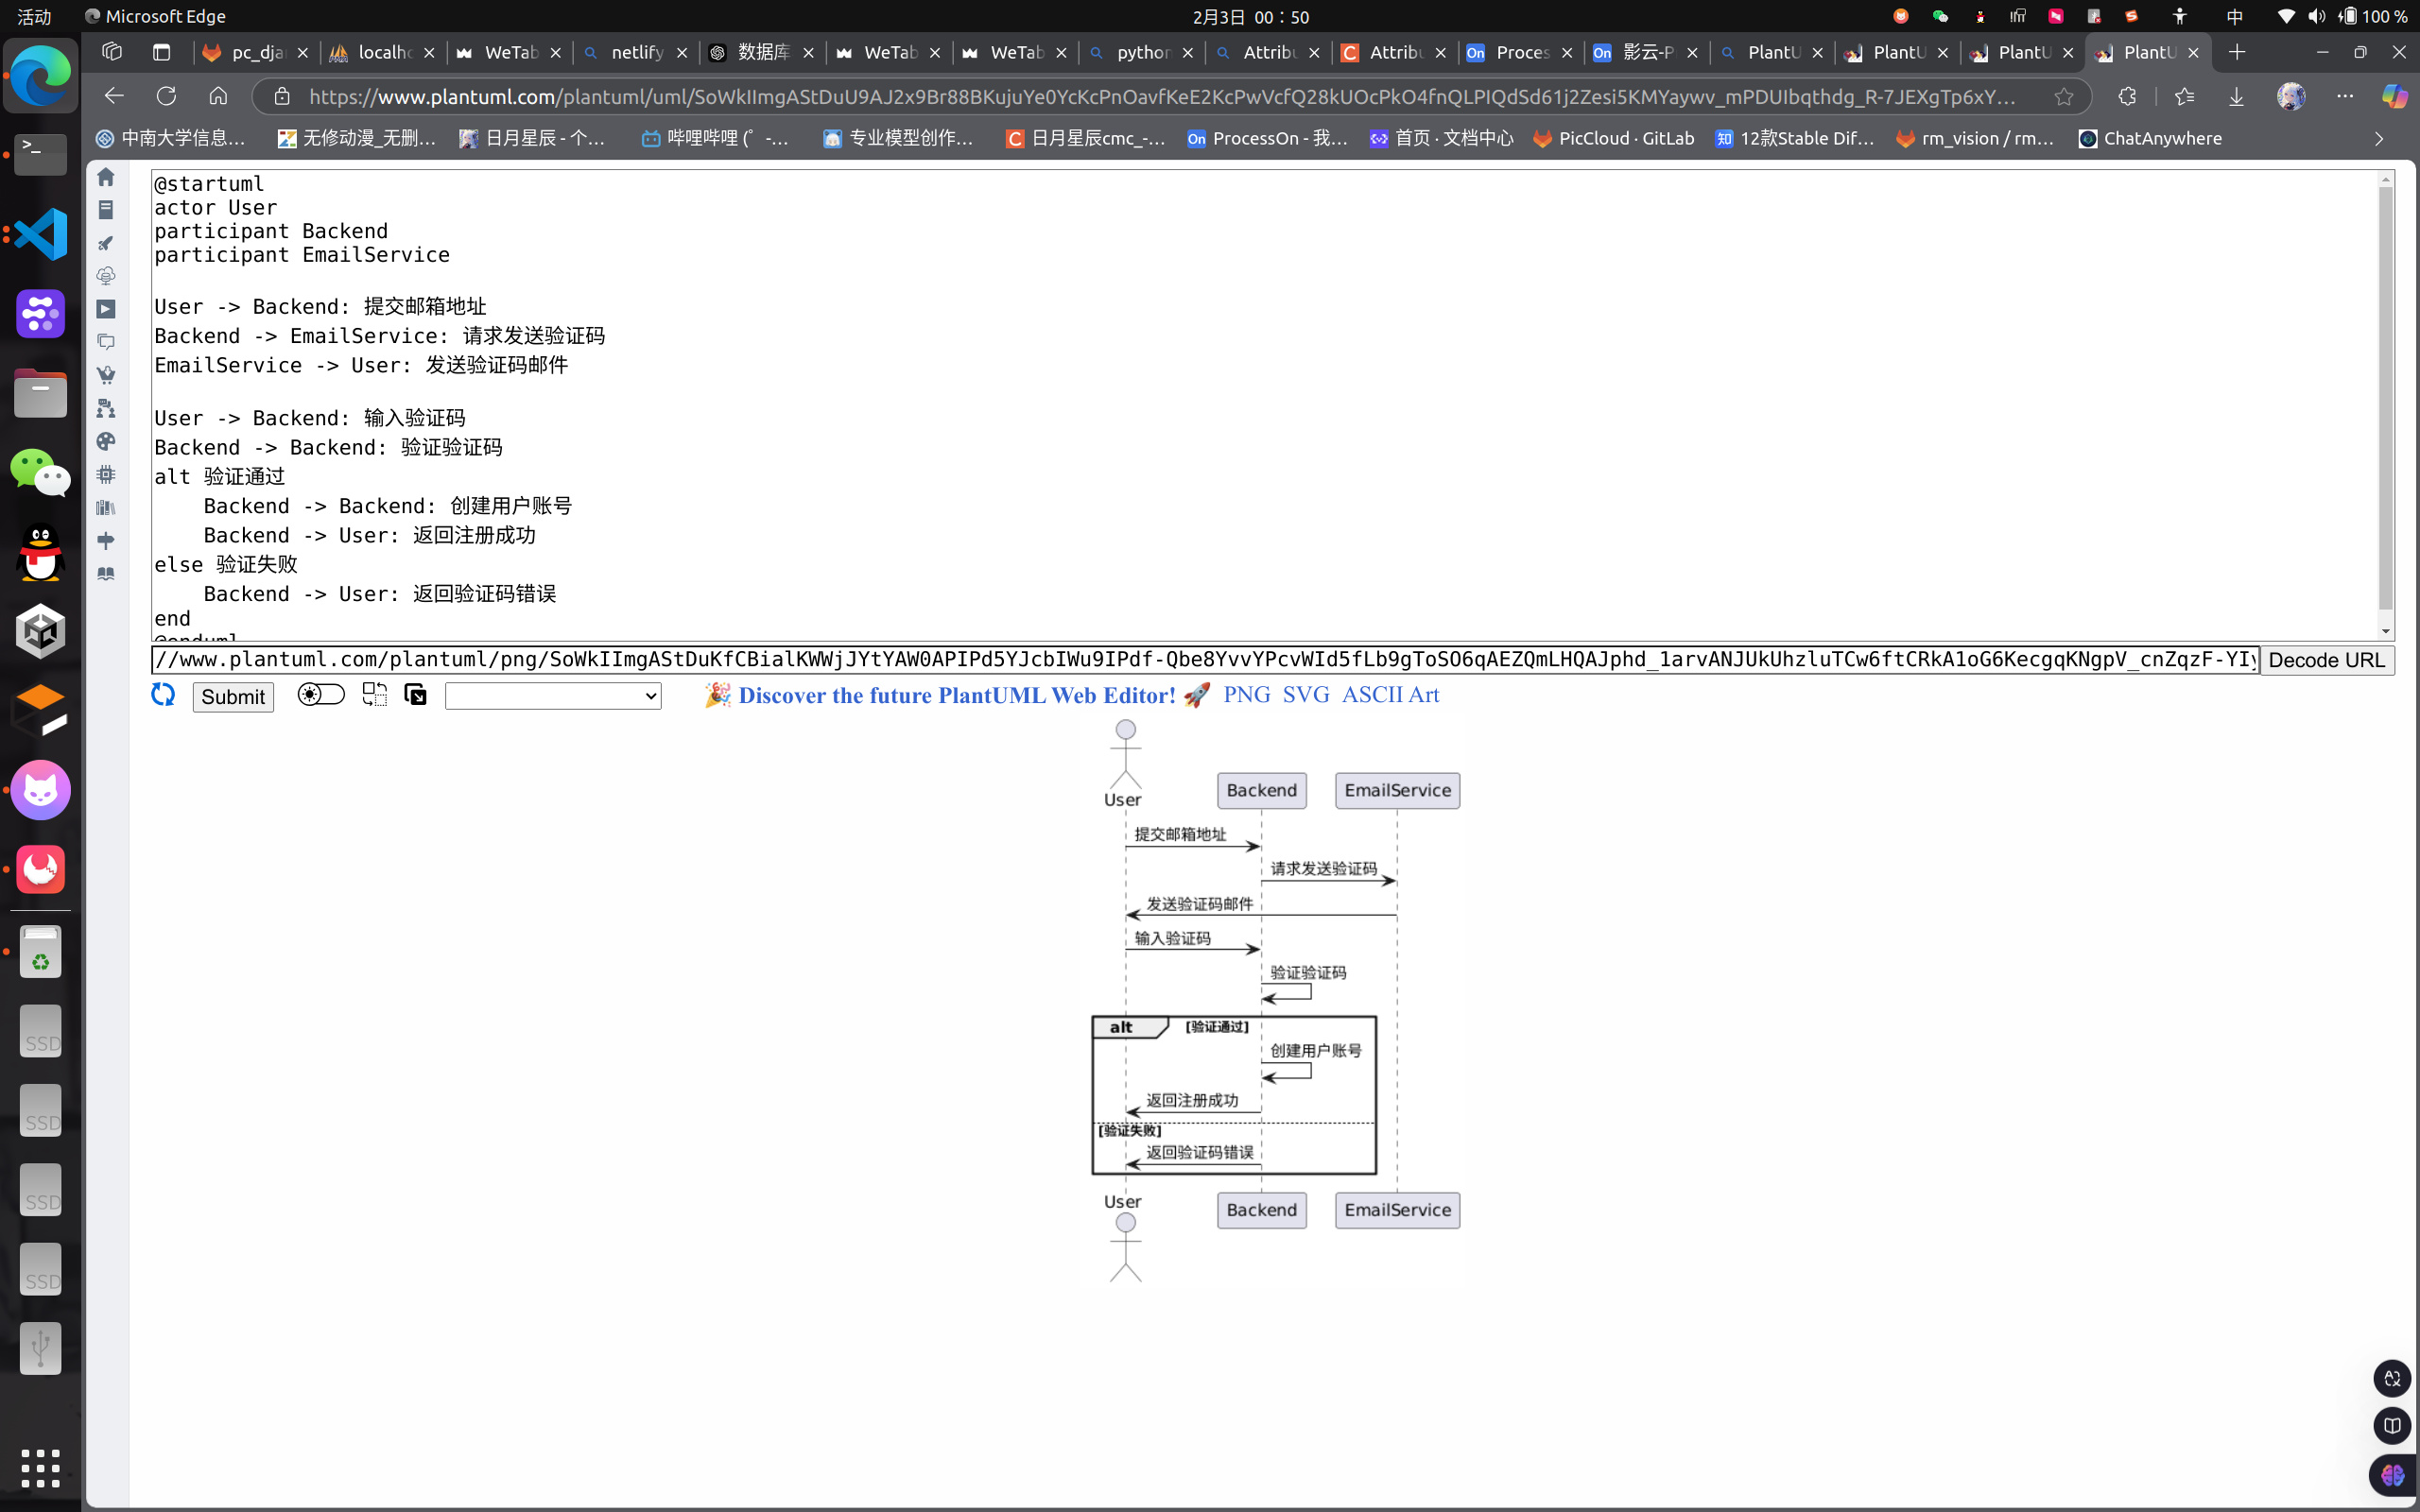 活动 Microsoft Edge 2月3日 00：50 中 100 %
pc_dja localho WeTab netlify 数据库 WeTab WeTab python Attribu Attribu Proces 影云-P PlantU PlantU PlantU PlantU
https://www.plantuml.com/plantuml/uml/
中南大学信息... 无修动漫_无删... 日月星辰 - 个... 哔哩哔哩 (゜-... 专业模型创作... 日月星辰cmc_-... ProcessOn - 我... 首页 · 文档中心 PicCloud · GitLab 12款Stable Dif... rm_vision / rm... ChatAnywhere
@startuml
actor User
participant Backend
participant EmailService
User -> Backend: 提交邮箱地址
Backend -> EmailService: 请求发送验证码
EmailService -> User: 发送验证码邮件
User -> Backend: 输入验证码
Backend -> Backend: 验证验证码
alt 验证通过
Backend -> Backend: 创建用户账号
Backend -> User: 返回注册成功
else 验证失败
Backend -> User: 返回验证码错误
end
@enduml
//www.plantuml.com/plantuml/png/ Decode URL
Submit Discover the future PlantUML Web Editor! PNG SVG ASCII Art
User Backend EmailService
提交邮箱地址
请求发送验证码
发送验证码邮件
输入验证码
验证验证码
alt [验证通过]
创建用户账号
返回注册成功
[验证失败]
返回验证码错误
User Backend EmailService
SSD
SSD
SSD
SSD